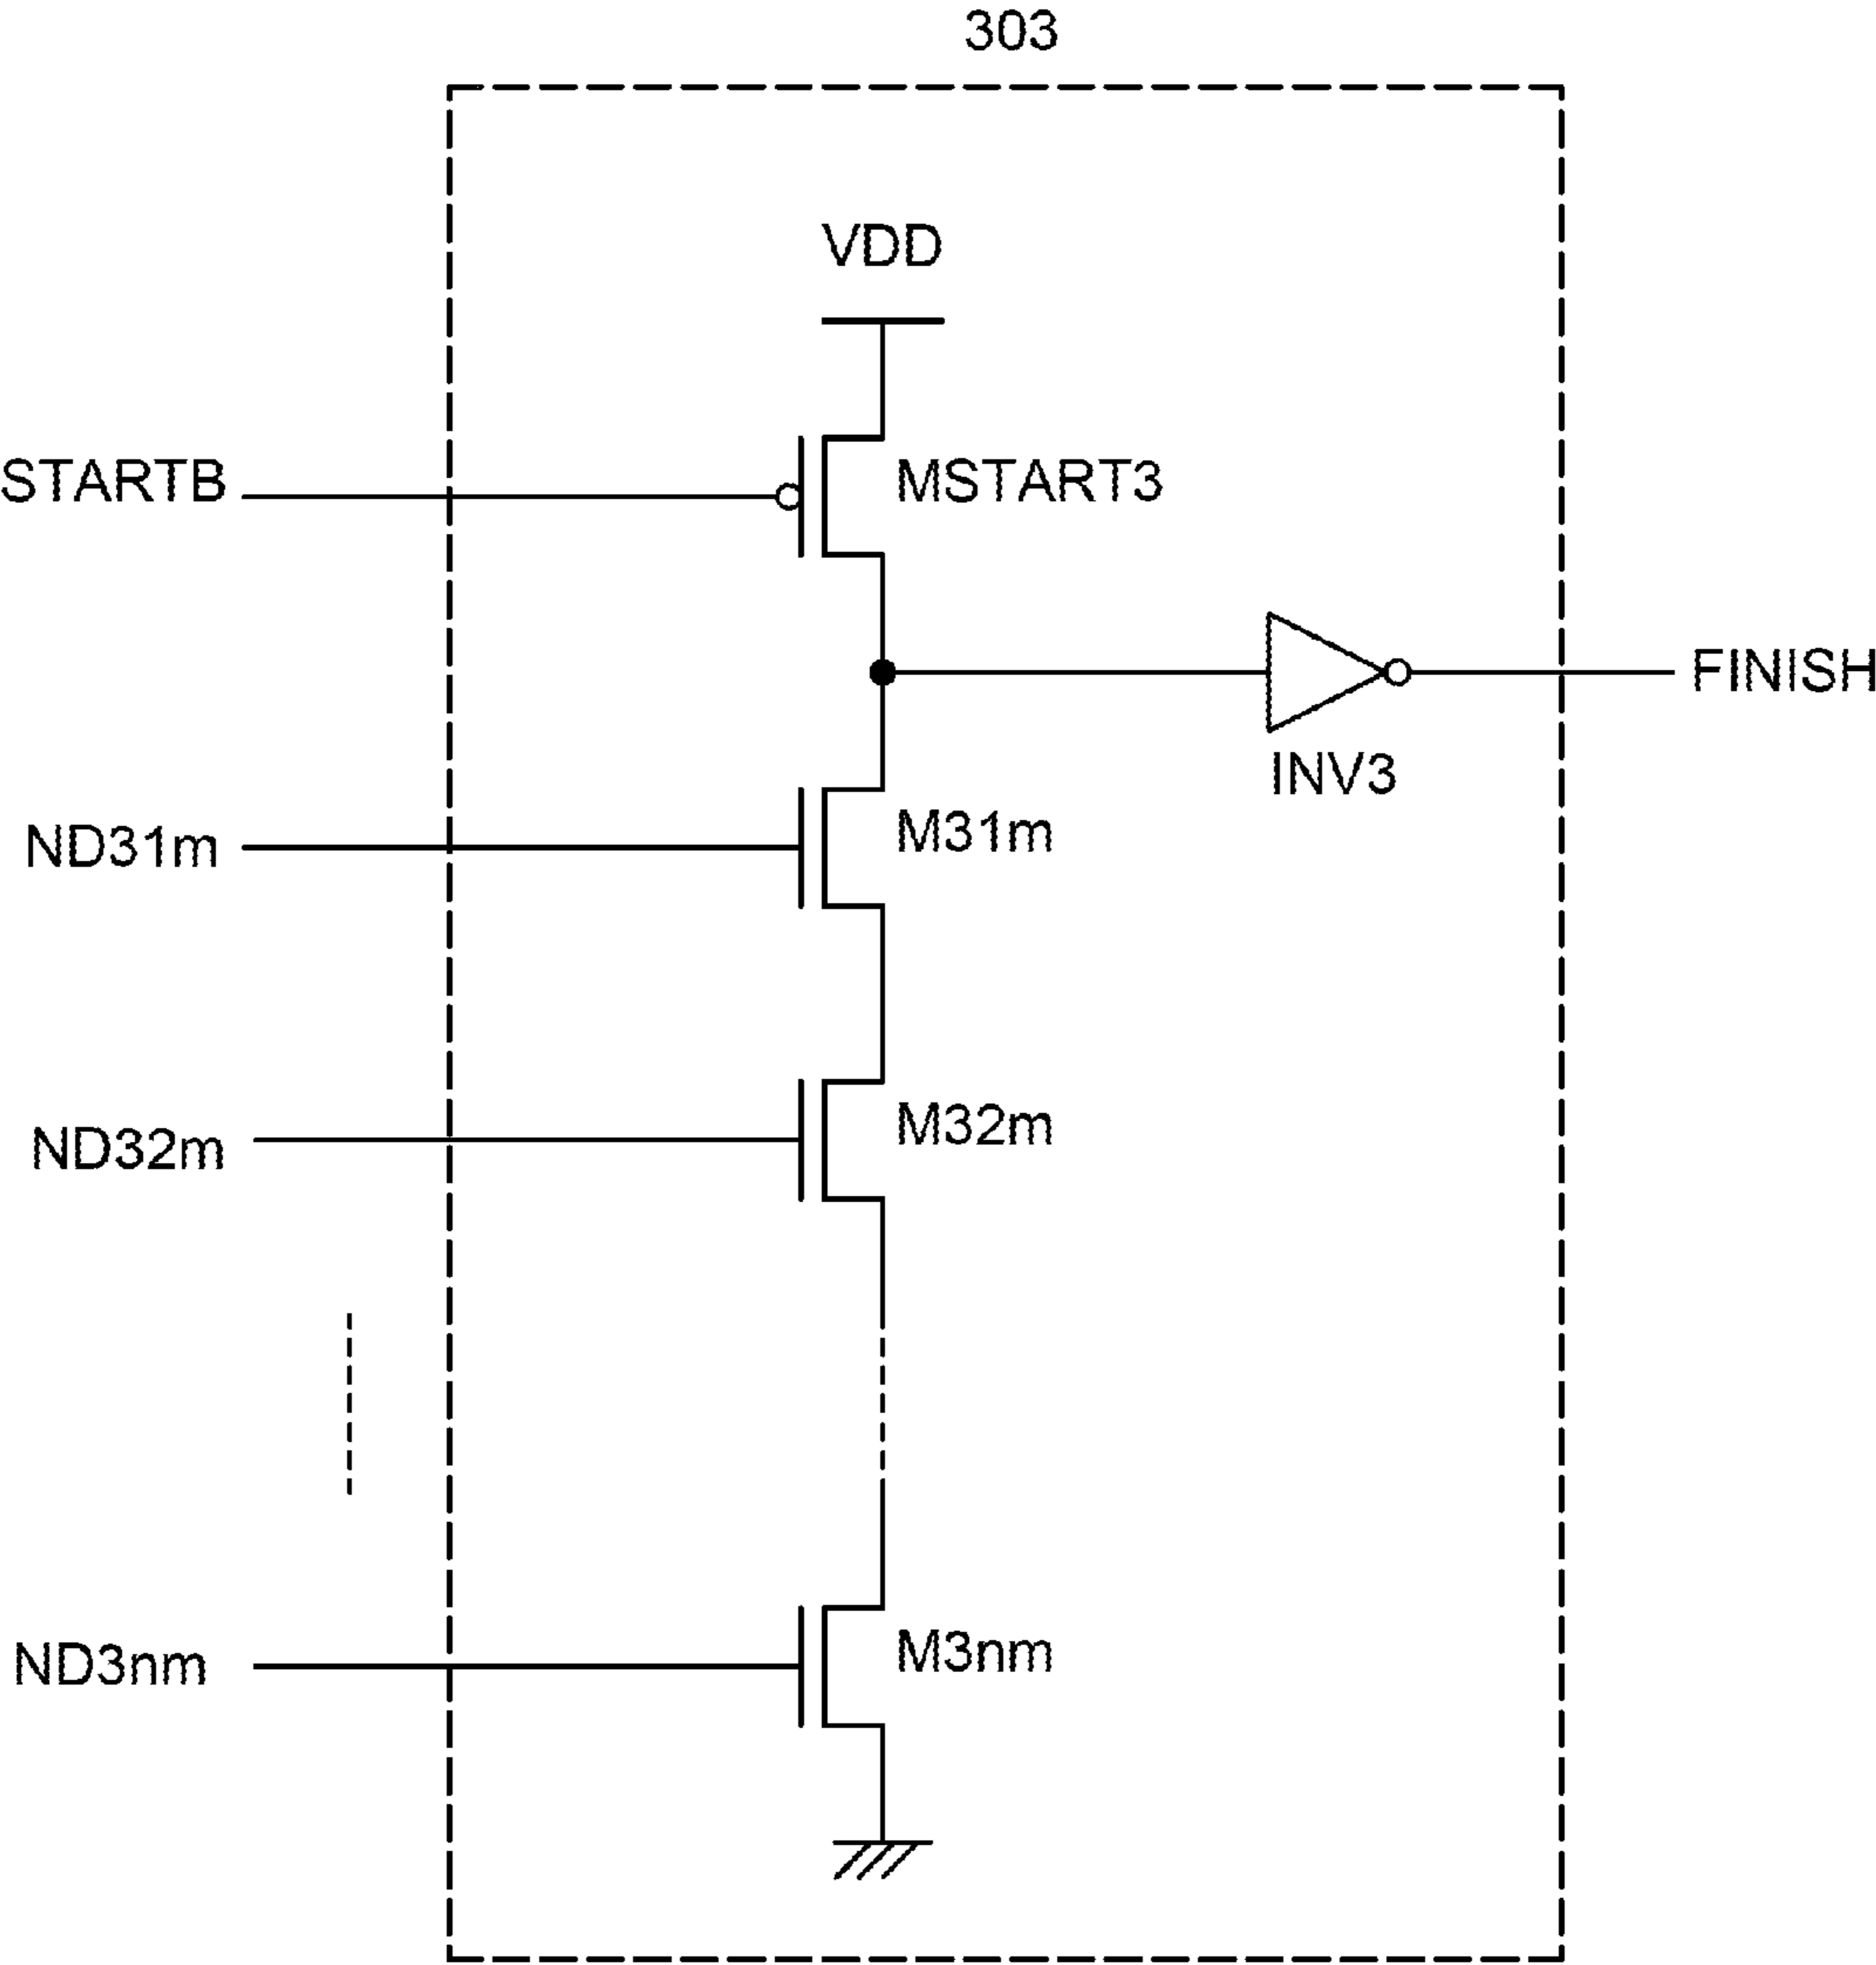 303
VDD
STARTB
MSTART3
FINISH
INV3
ND31m
M31m
ND32m
M32m
ND3nm
M3nm